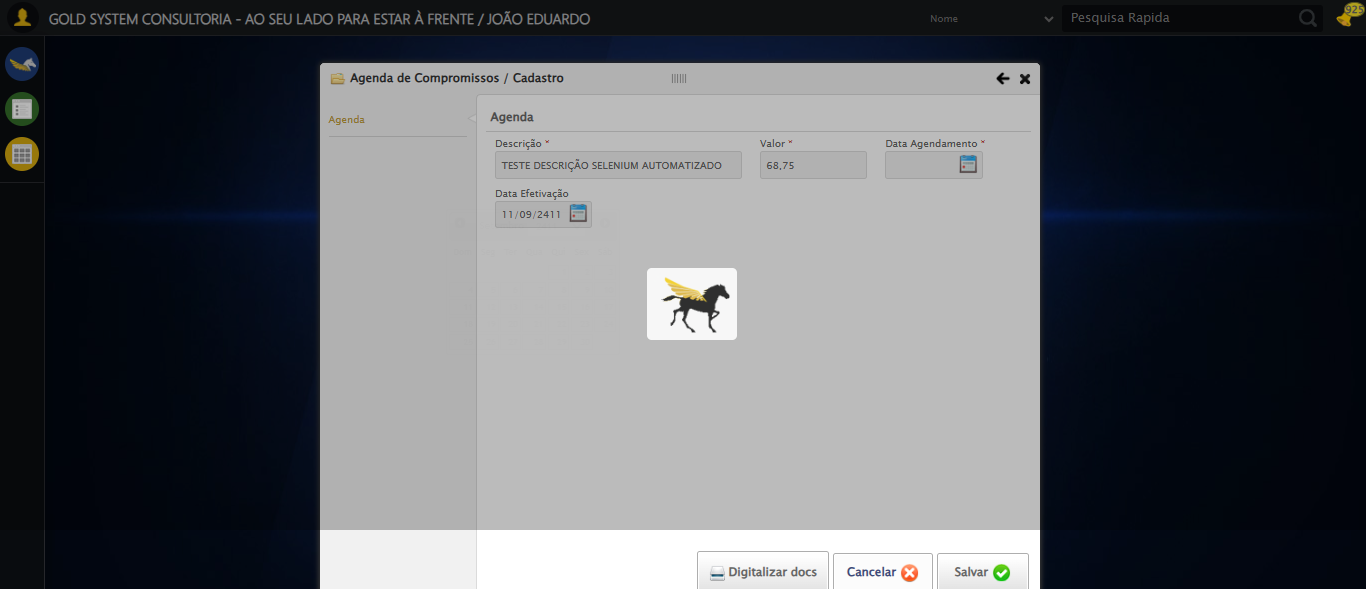 GOLD SYSTEM CONSULTORIA - AO SEU LADO PARA ESTAR À FRENTE / JOÃO EDUARDO
Nome
Pesquisa Rapida
925
Agenda de Compromissos / Cadastro
Agenda
Agenda
Descrição * Valor * Data Agendamento *
TESTE DESCRIÇÃO SELENIUM AUTOMATIZADO 68,75
Data Efetivação
11/09/2411
Digitalizar docs Cancelar Salvar